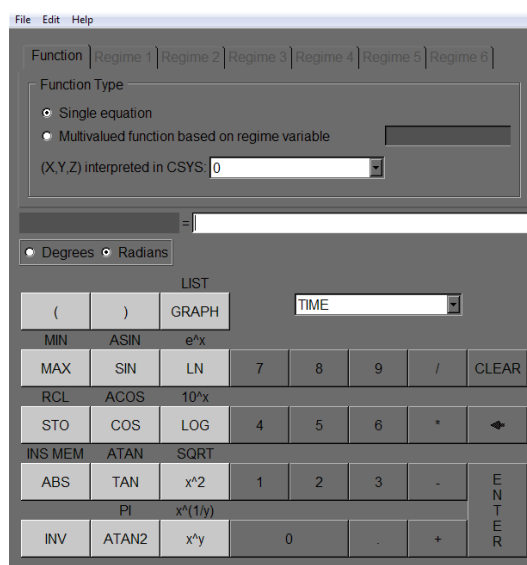 File Edit Help
Function Regime 1 Regime 2 Regime 3 Regime 4 Regime 5 Regime 6
Function Type
Single equation
Multivalued function based on regime variable
(X,Y,Z) interpreted in CSYS: 0
=
Degrees Radians
LIST
( ) GRAPH TIME
MIN ASIN e^x
MAX SIN LN 7 8 9 / CLEAR
RCL ACOS 10^x
STO COS LOG 4 5 6 *
INS MEM ATAN SQRT
ABS TAN x^2 1 2 3 - ENTER
PI x^(1/y)
INV ATAN2 x^y 0 . +